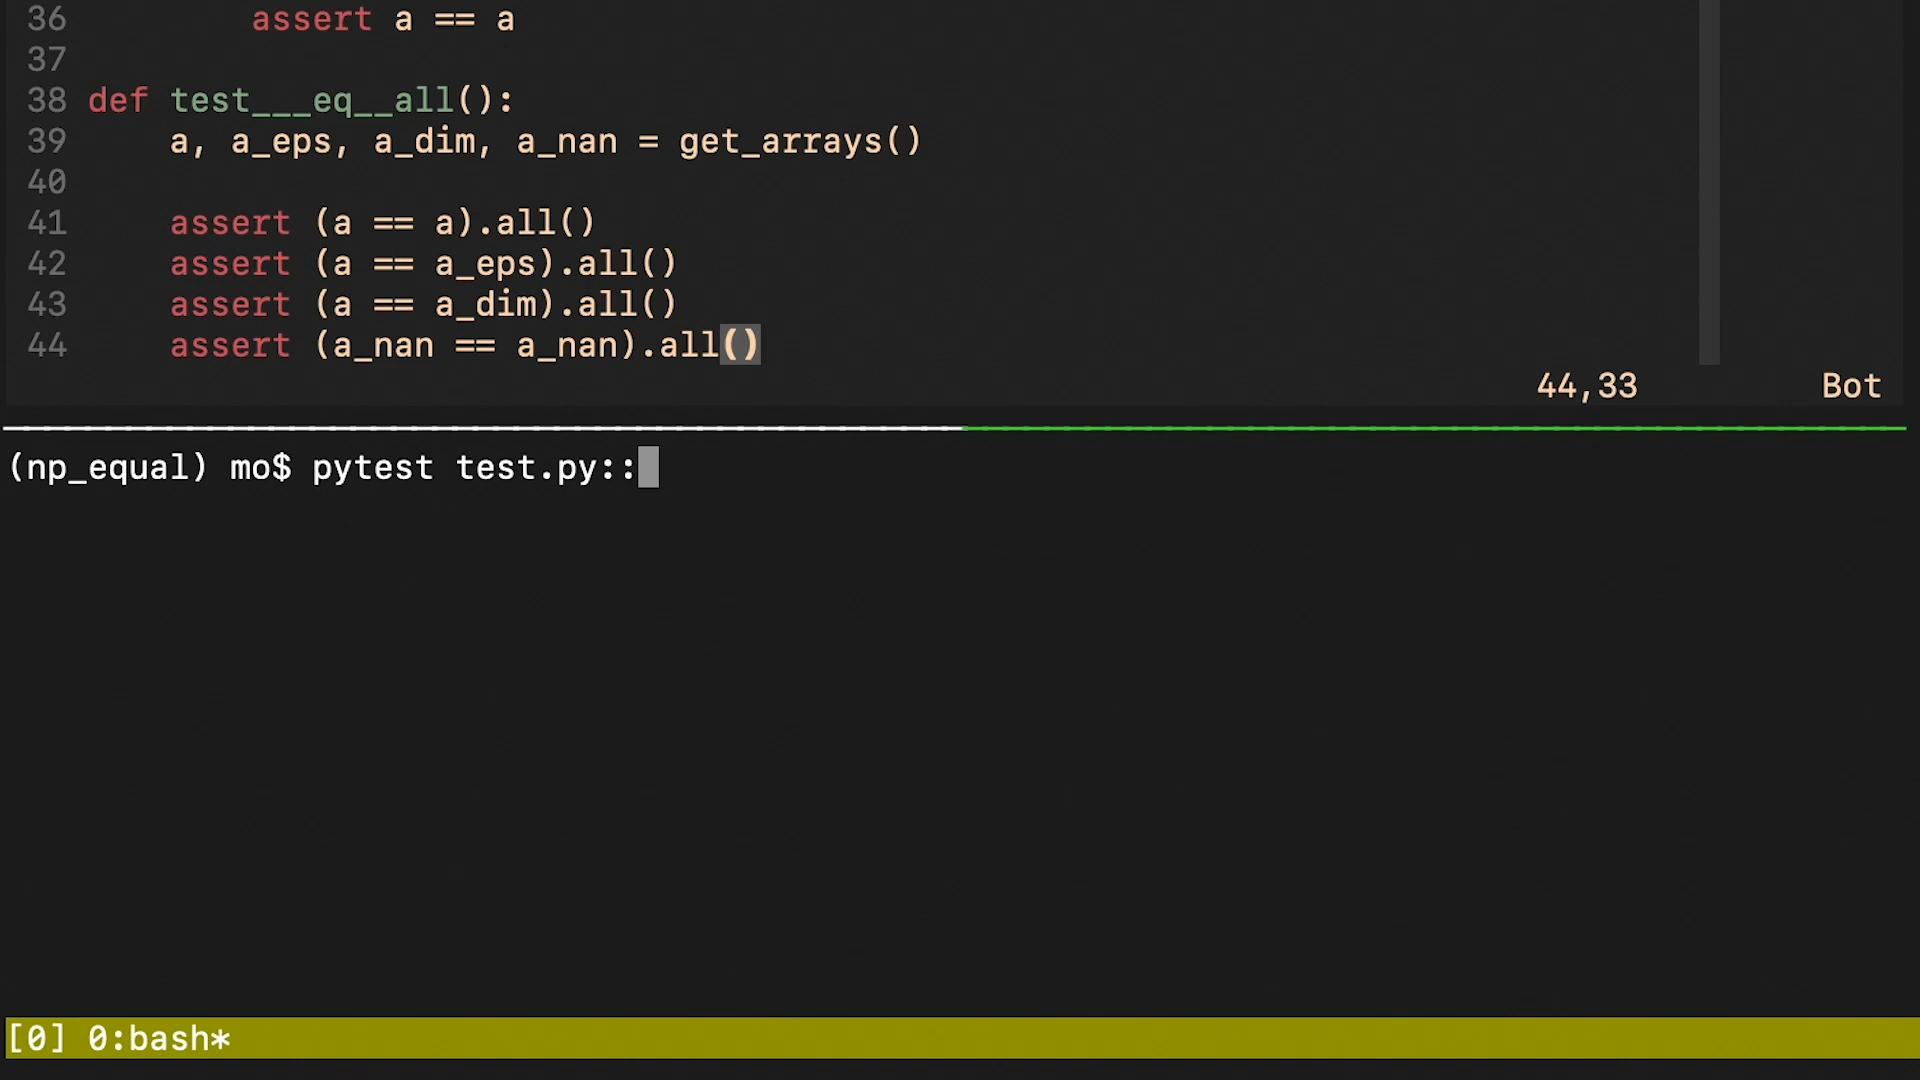 36         assert a == a
37
38 def test___eq__all():
39     a, a_eps, a_dim, a_nan = get_arrays()
40
41     assert (a == a).all()
42     assert (a == a_eps).all()
43     assert (a == a_dim).all()
44     assert (a_nan == a_nan).all()
44,33 Bot
(np_equal) mo$ pytest test.py::
[0] 0:bash*